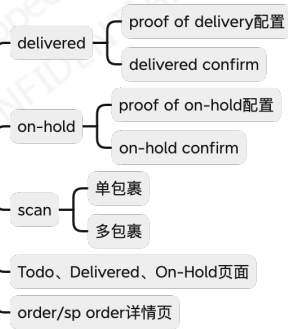 delivered
proof of delivery配置
delivered confirm
on-hold
proof of on-hold配置
on-hold confirm
scan
单包裹
多包裹
Todo、Delivered、On-Hold页面
order/sp order详情页